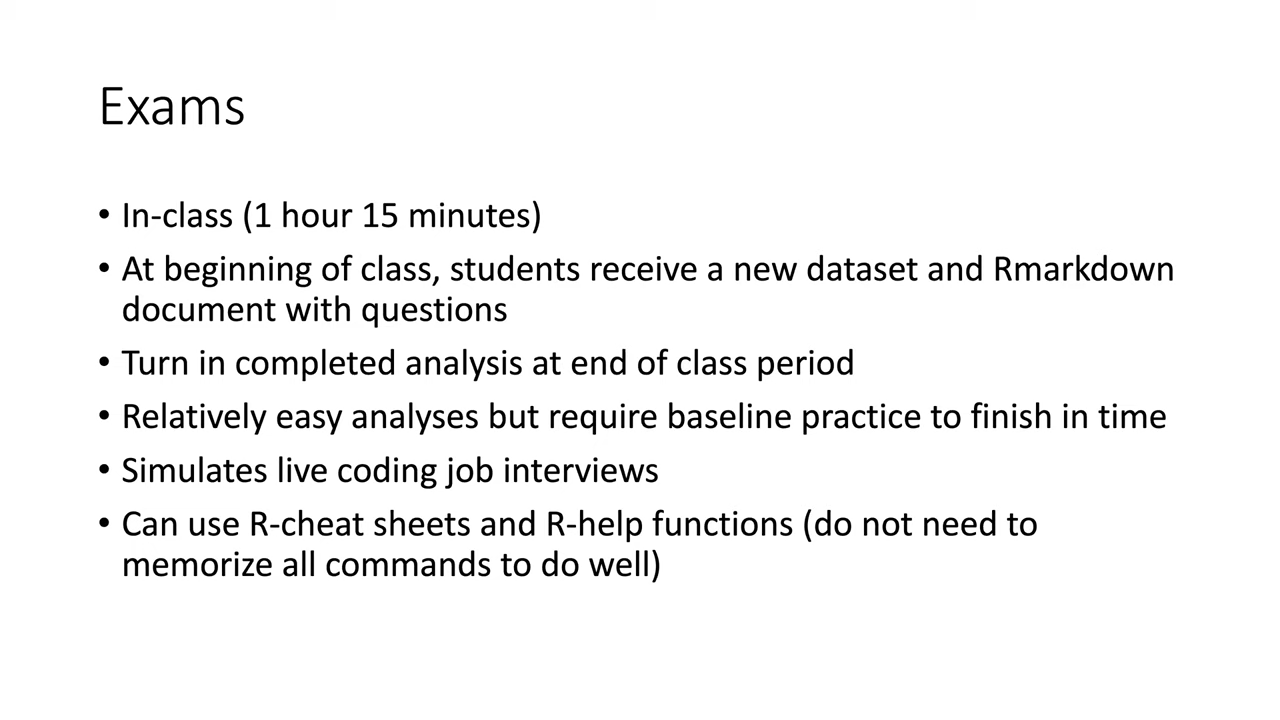 Exams
• In-class (1 hour 15 minutes)
• At beginning of class, students receive a new dataset and Rmarkdown
document with questions
• Turn in completed analysis at end of class period
• Relatively easy analyses but require baseline practice to finish in time
• Simulates live coding job interviews
• Can use R-cheat sheets and R-help functions (do not need to
memorize all commands to do well)